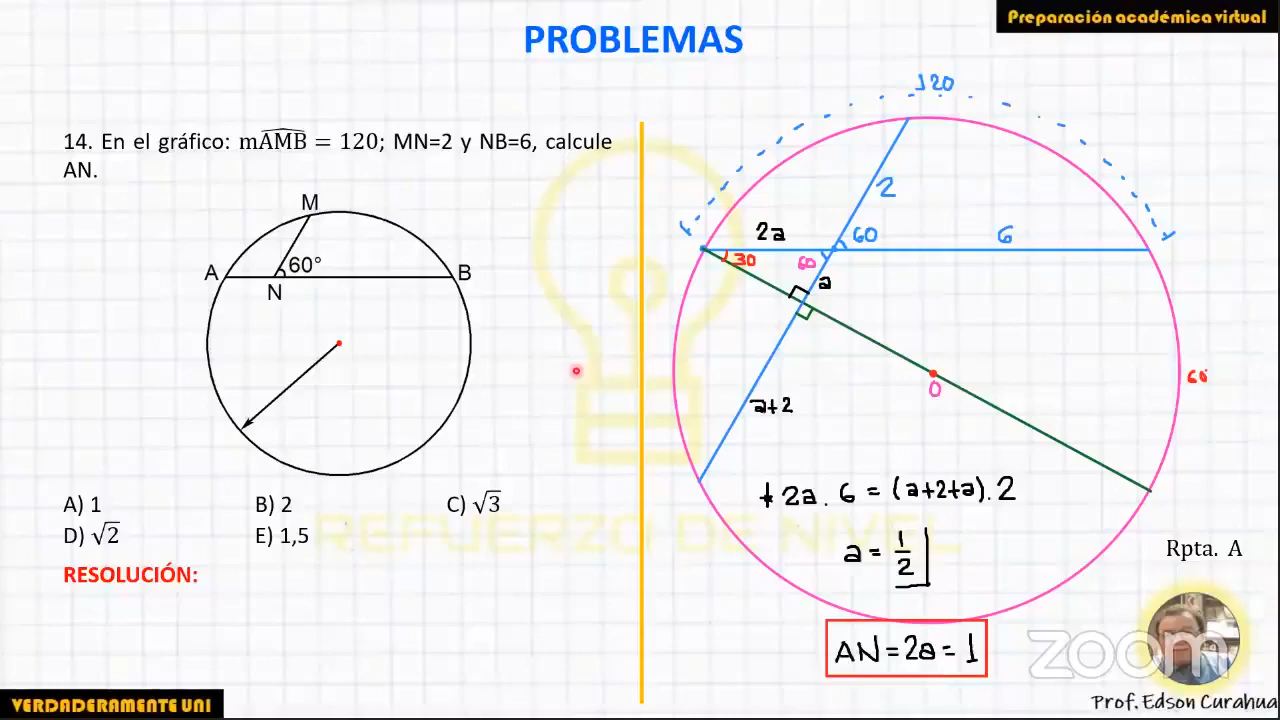 Preparación académica virtual
PROBLEMAS
14. En el gráfico: mAMB = 120; MN=2 y NB=6, calcule
AN.
M
A
60°
B
N
A) 1
B) 2
C) √3
D) √2
E) 1,5
RESOLUCIÓN:
120
2
2a
60
6
30
60
a
60
O
a+2
2a . 6 = (a+2+a). 2
a = 1/2
Rpta. A
AN = 2a = 1
REFUERZO DE NIVEL
zoom
Prof. Edson Curahua
VERDADERAMENTE UNI